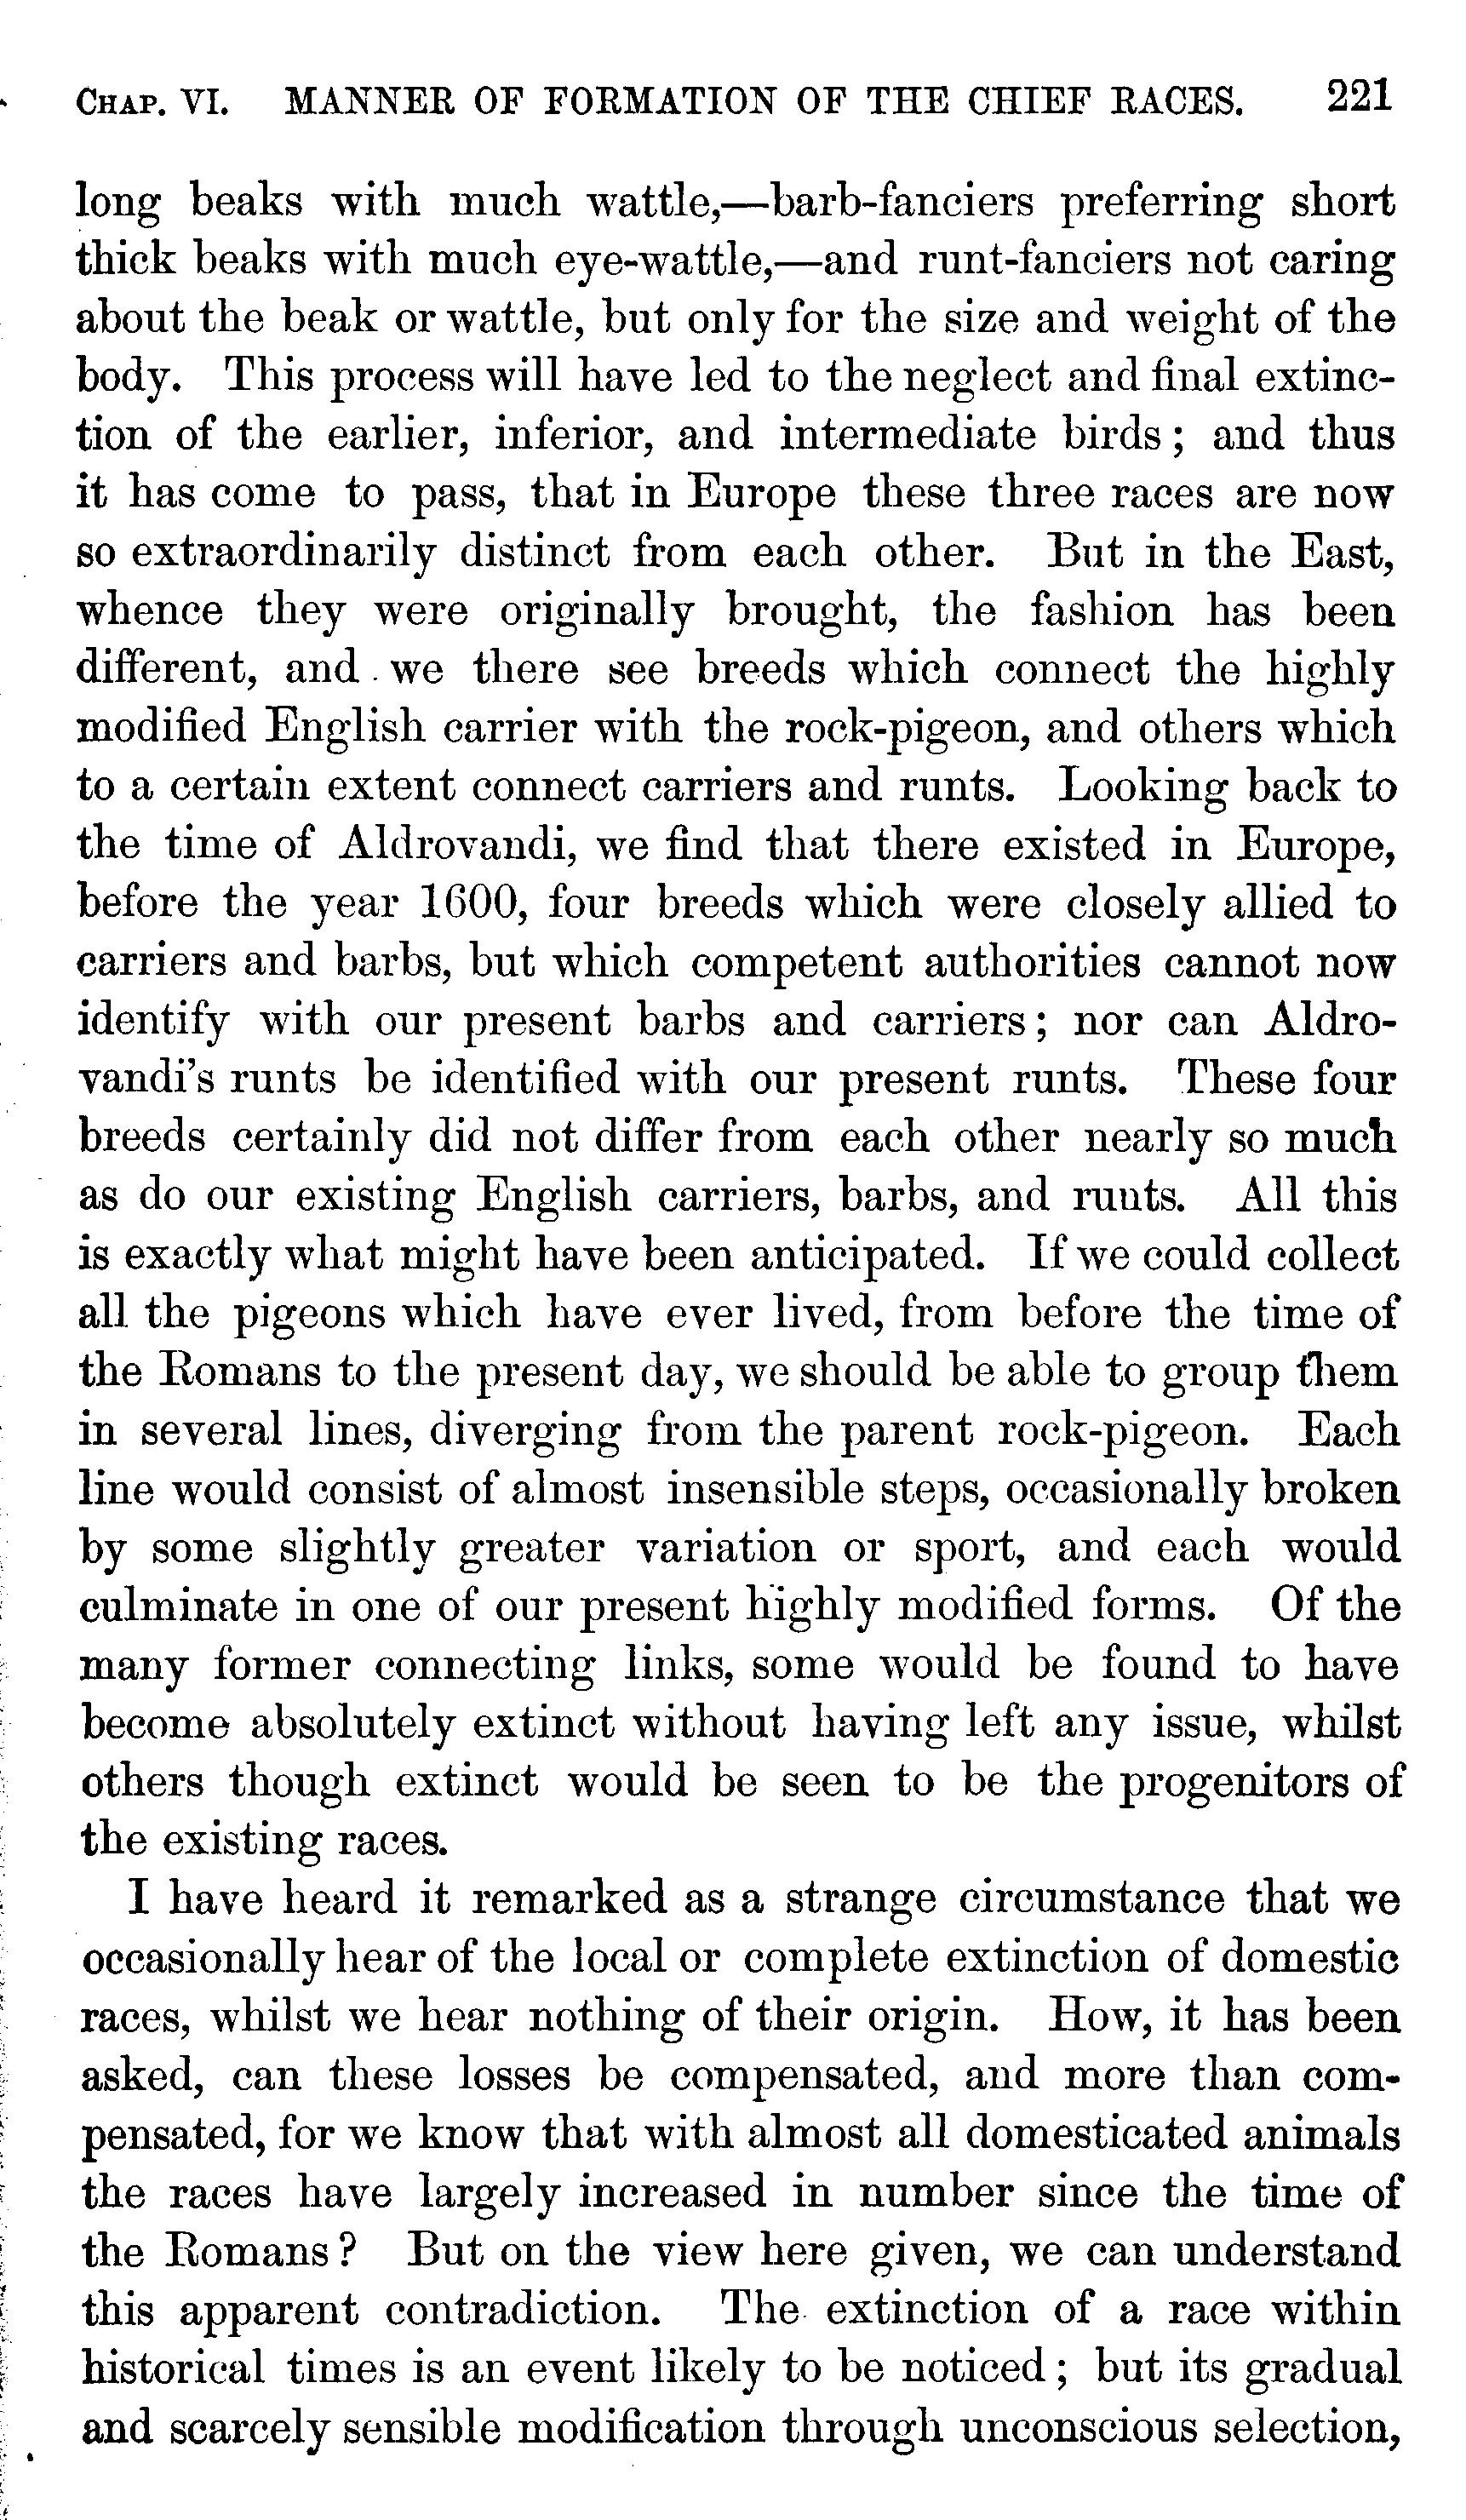 CHAP. VI. MANNER OF FORMATION OF THE CHIEF RACES. 221
long beaks with much wattle,—barb-fanciers preferring short
thick beaks with much eye-wattle,—and runt-fanciers not caring
about the beak or wattle, but only for the size and weight of the
body. This process will have led to the neglect and final extinc-
tion of the earlier, inferior, and intermediate birds; and thus
it has come to pass, that in Europe these three races are now
so extraordinarily distinct from each other. But in the East,
whence they were originally brought, the fashion has been
different, and we there see breeds which connect the highly
modified English carrier with the rock-pigeon, and others which
to a certain extent connect carriers and runts. Looking back to
the time of Aldrovandi, we find that there existed in Europe,
before the year 1600, four breeds which were closely allied to
carriers and barbs, but which competent authorities cannot now
identify with our present barbs and carriers; nor can Aldro-
vandi's runts be identified with our present runts. These four
breeds certainly did not differ from each other nearly so much
as do our existing English carriers, barbs, and runts. All this
is exactly what might have been anticipated. If we could collect
all the pigeons which have ever lived, from before the time of
the Romans to the present day, we should be able to group them
in several lines, diverging from the parent rock-pigeon. Each
line would consist of almost insensible steps, occasionally broken
by some slightly greater variation or sport, and each would
culminate in one of our present highly modified forms. Of the
many former connecting links, some would be found to have
become absolutely extinct without having left any issue, whilst
others though extinct would be seen to be the progenitors of
the existing races.
I have heard it remarked as a strange circumstance that we
occasionally hear of the local or complete extinction of domestic
races, whilst we hear nothing of their origin. How, it has been
asked, can these losses be compensated, and more than com-
pensated, for we know that with almost all domesticated animals
the races have largely increased in number since the time of
the Romans? But on the view here given, we can understand
this apparent contradiction. The extinction of a race within
historical times is an event likely to be noticed; but its gradual
and scarcely sensible modification through unconscious selection,